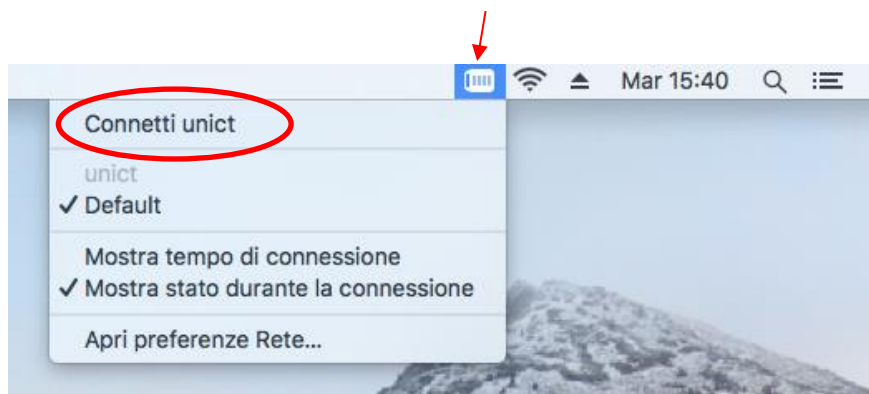 Mar 15:40
Connetti unict
unict
✓ Default
Mostra tempo di connessione
✓ Mostra stato durante la connessione
Apri preferenze Rete...